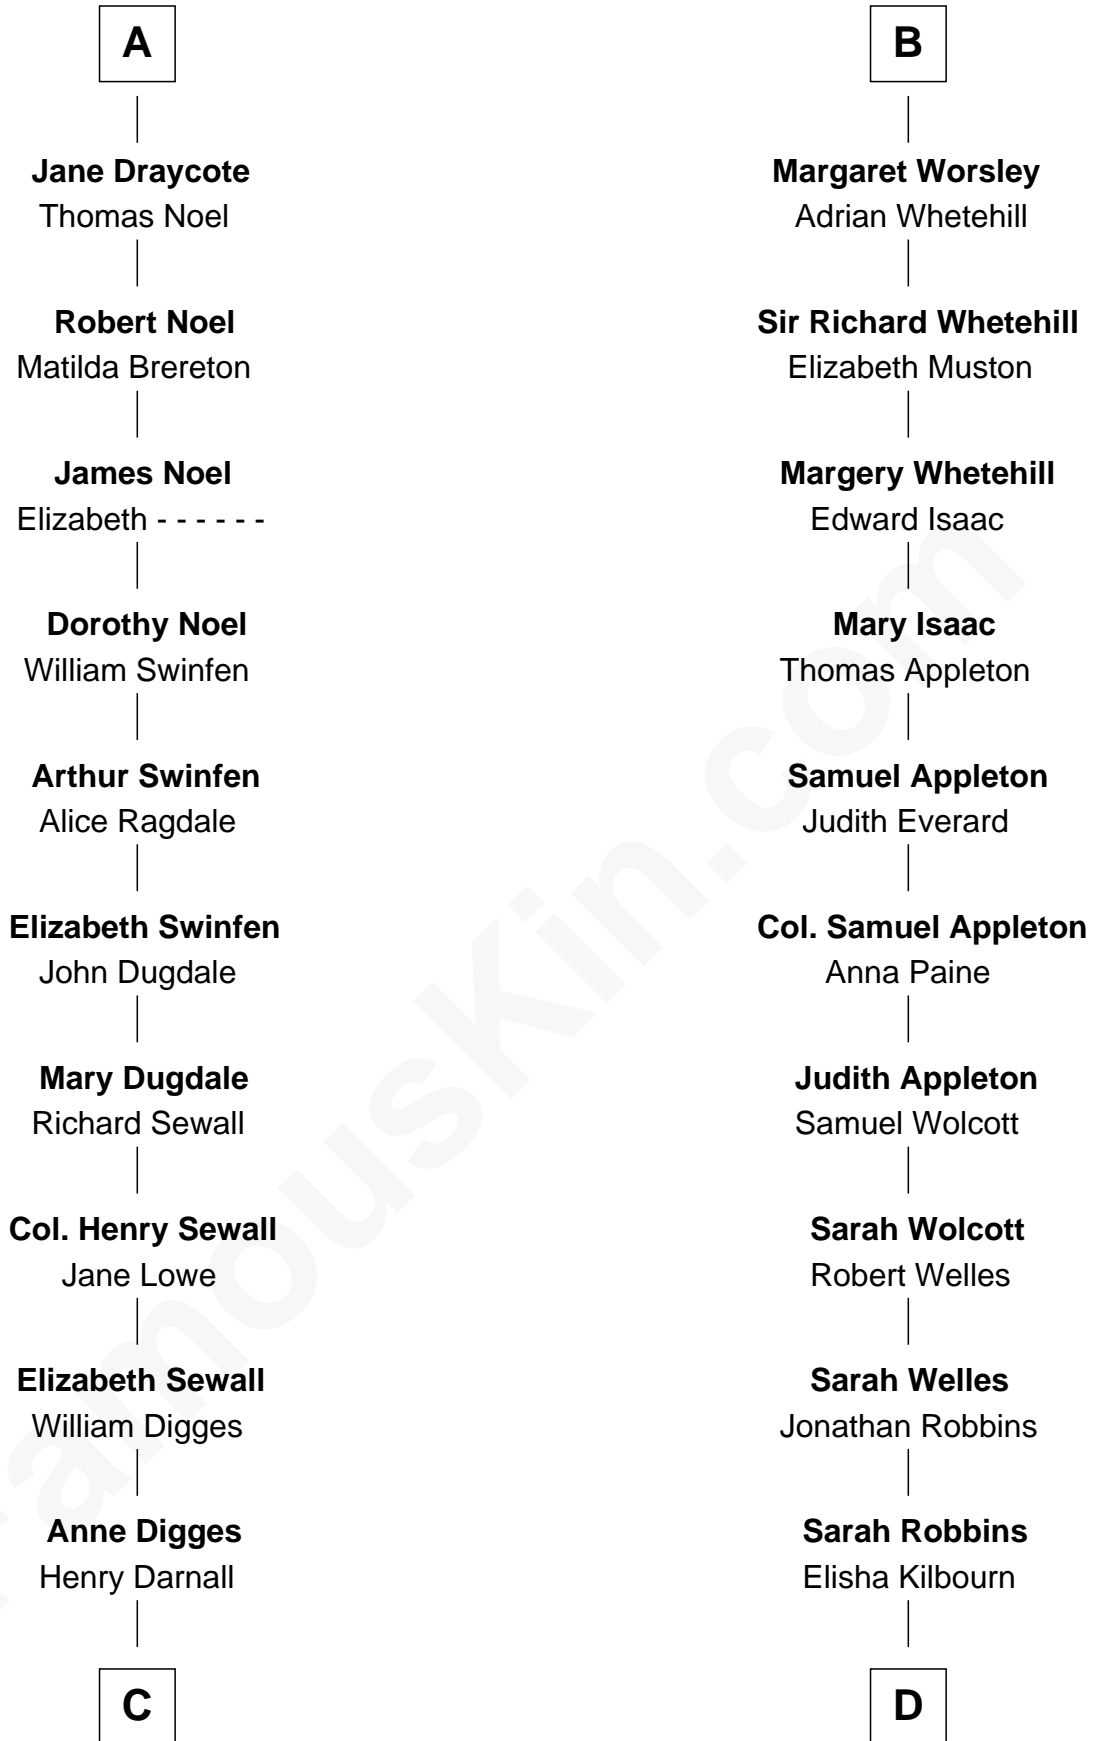 A
Jane Draycote
Thomas Noel
Robert Noel
Matilda Brereton
James Noel
Elizabeth - - - - - -
Dorothy Noel
William Swinfen
Arthur Swinfen
Alice Ragdale
Elizabeth Swinfen
John Dugdale
Mary Dugdale
Richard Sewall
Col. Henry Sewall
Jane Lowe
Elizabeth Sewall
William Digges
Anne Digges
Henry Darnall
C
B
Margaret Worsley
Adrian Whetehill
Sir Richard Whetehill
Elizabeth Muston
Margery Whetehill
Edward Isaac
Mary Isaac
Thomas Appleton
Samuel Appleton
Judith Everard
Col. Samuel Appleton
Anna Paine
Judith Appleton
Samuel Wolcott
Sarah Wolcott
Robert Welles
Sarah Welles
Jonathan Robbins
Sarah Robbins
Elisha Kilbourn
D
FamousKin.com